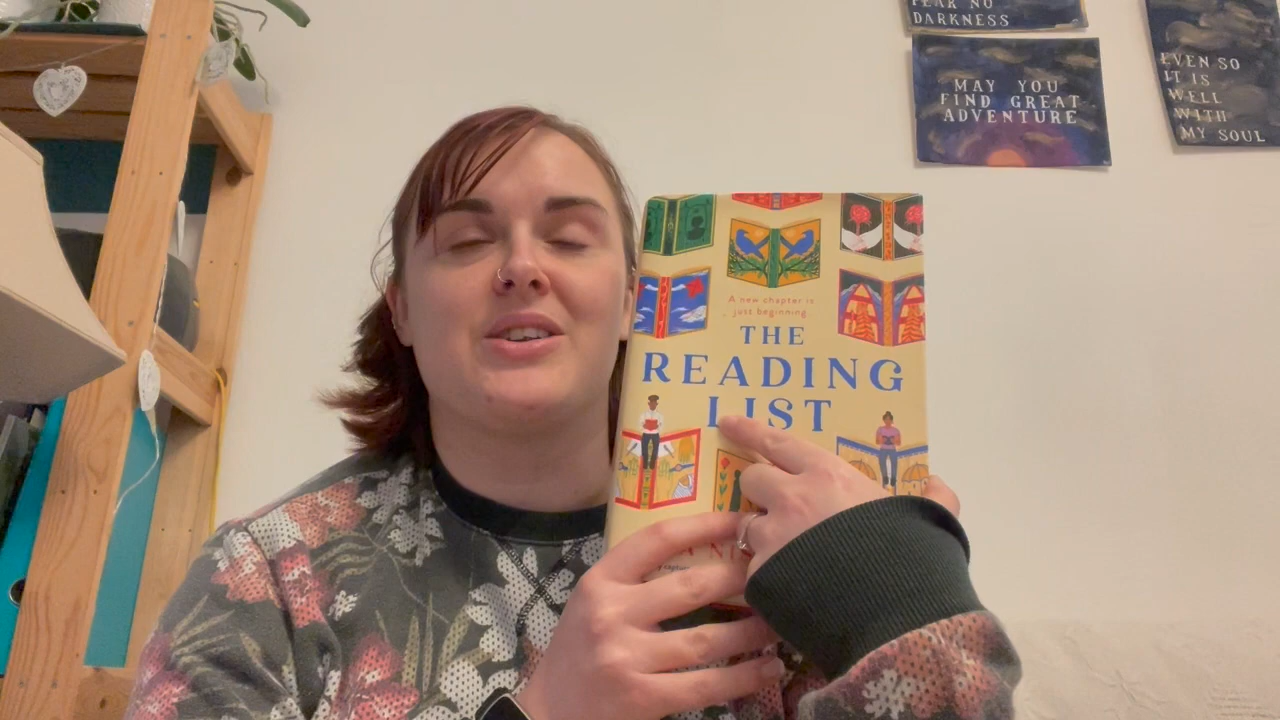 FEAR NO
DARKNESS
MAY YOU
FIND GREAT
ADVENTURE
EVEN SO
IT IS
WELL
WITH
MY SOUL
A new chapter is
just beginning.
THE
READING
LIST